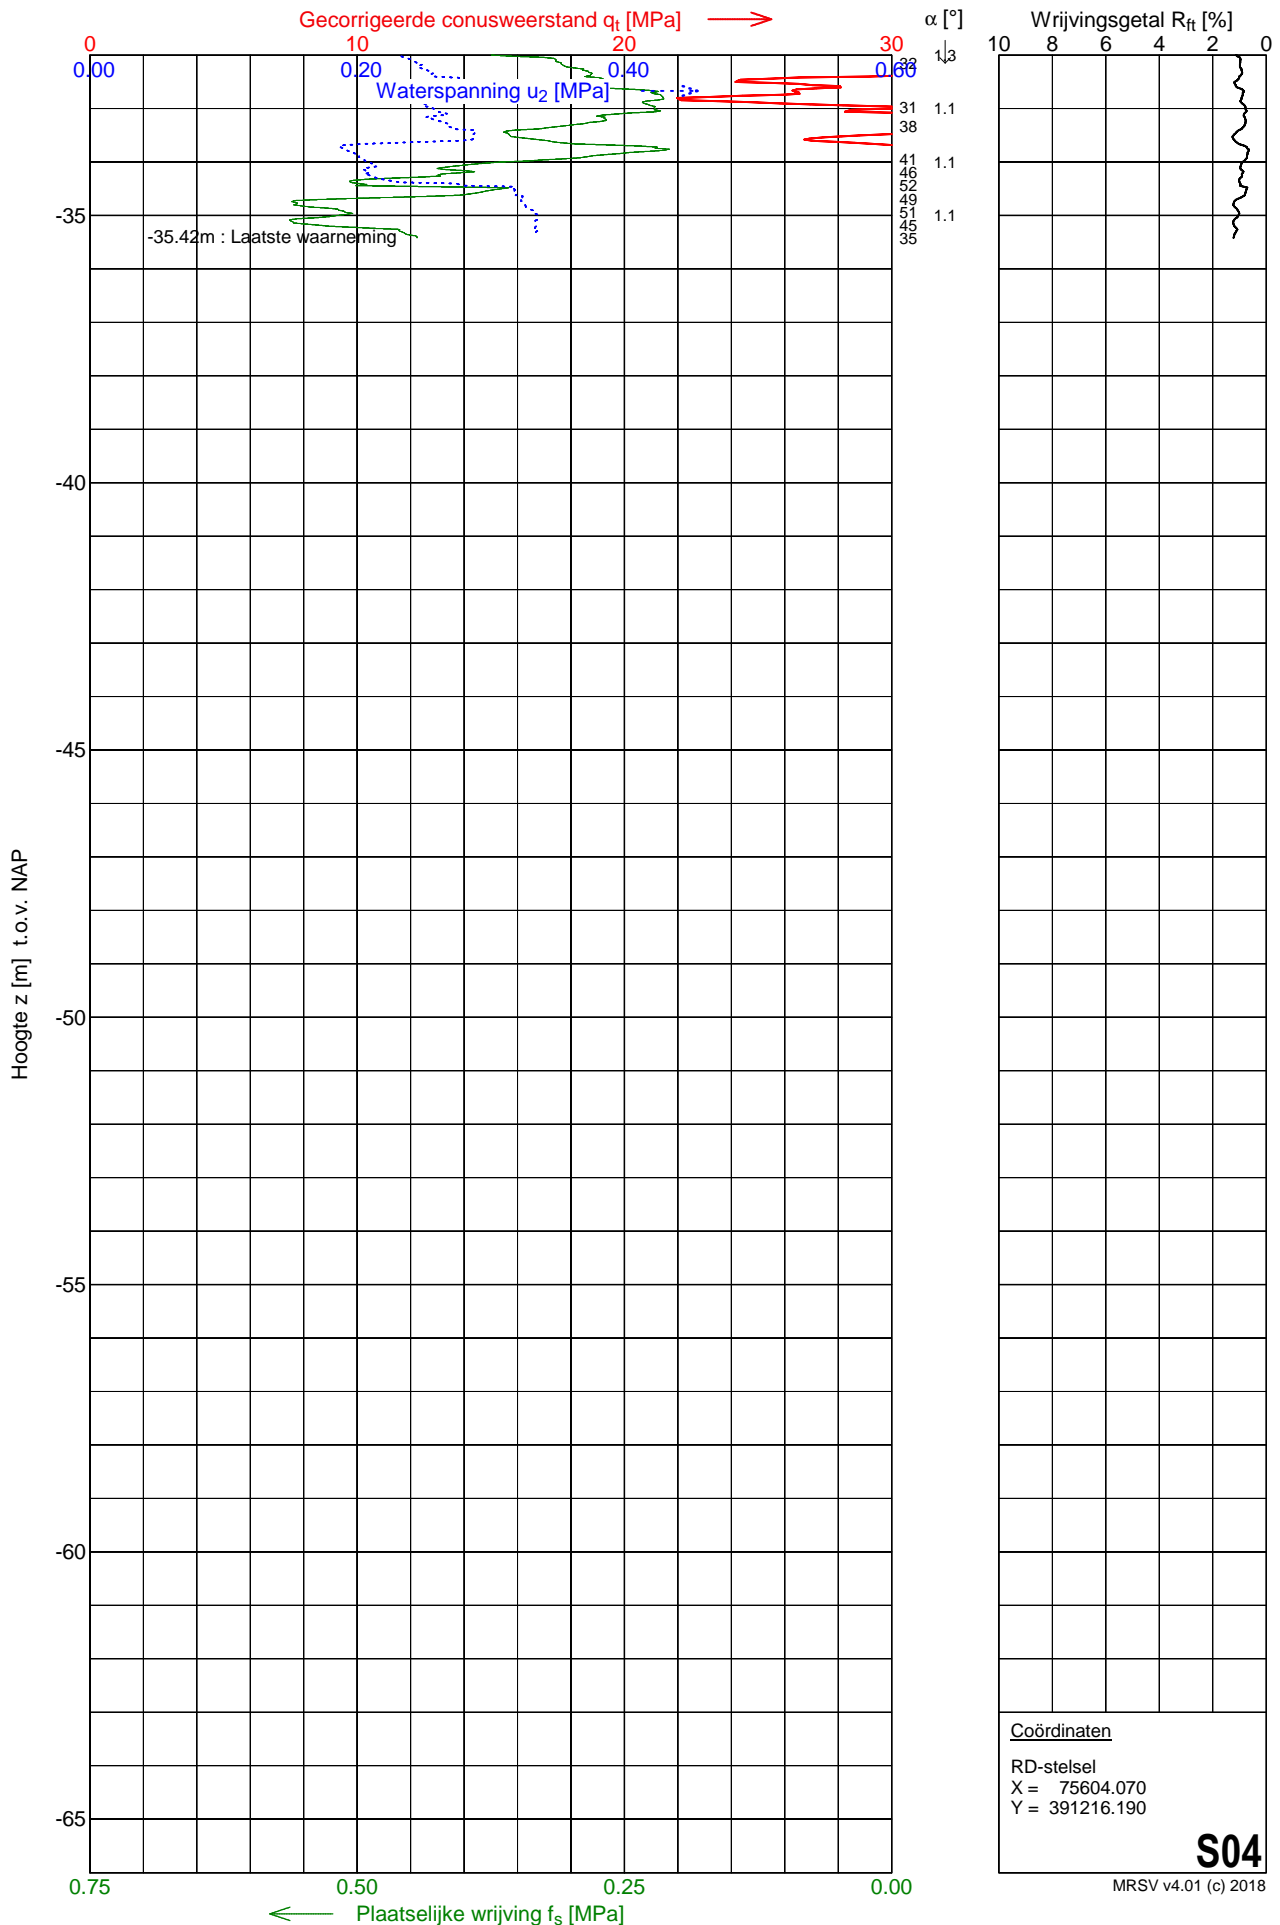 Gecorrigeerde conusweerstand qt [MPa]
α [°]
Wrijvingsgetal Rft [%]
0 10 20 30
10 8 6 4 2 0
0.00 0.20 0.40 0.60
32 1.3
Waterspanning u2 [MPa]
31 1.1
38
41 1.1
46
52
49
51 1.1
45
35
-35
-35.42m : Laatste waarneming
-40
-45
Hoogte z [m] t.o.v. NAP
-50
-55
-60
-65
Coördinaten
RD-stelsel
X = 75604.070
Y = 391216.190
S04
0.75 0.50 0.25 0.00
MRSV v4.01 (c) 2018
Plaatselijke wrijving fs [MPa]